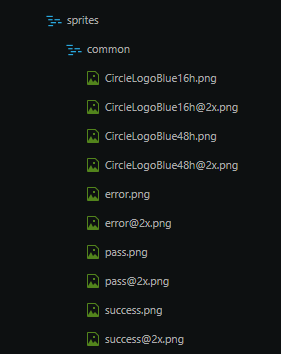 sprites
common
CircleLogoBlue16h.png
CircleLogoBlue16h@2x.png
CircleLogoBlue48h.png
CircleLogoBlue48h@2x.png
error.png
error@2x.png
pass.png
pass@2x.png
success.png
success@2x.png